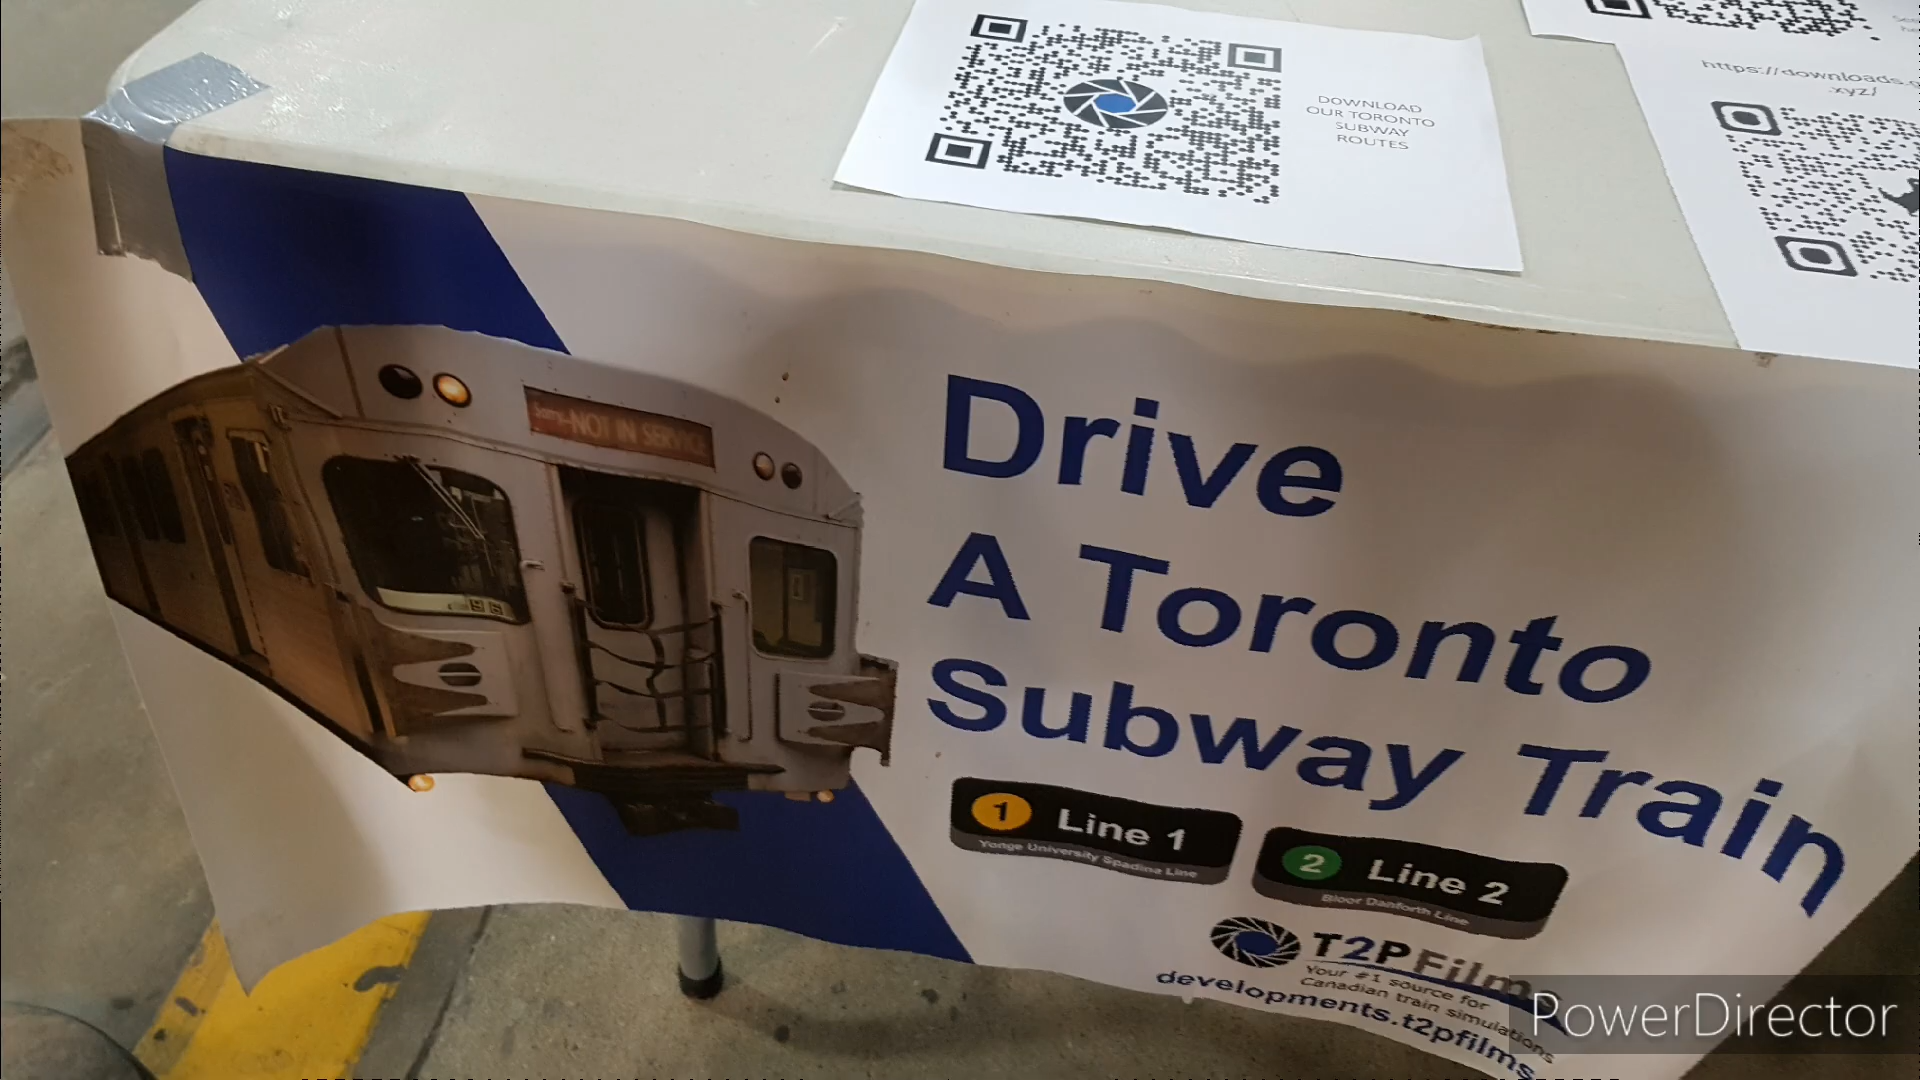 DOWNLOAD
OUR TORONTO
SUBWAY
ROUTES
https://downloads.g
.xyz/
Sorry... NOT IN SERVICE
Drive
A Toronto
Subway Train
1 Line 1
Yonge University Spadina Line
2 Line 2
Bloor Danforth Line
T2P Films
Your #1 source for
Canadian train simulations
developments.t2pfilms.
PowerDirector